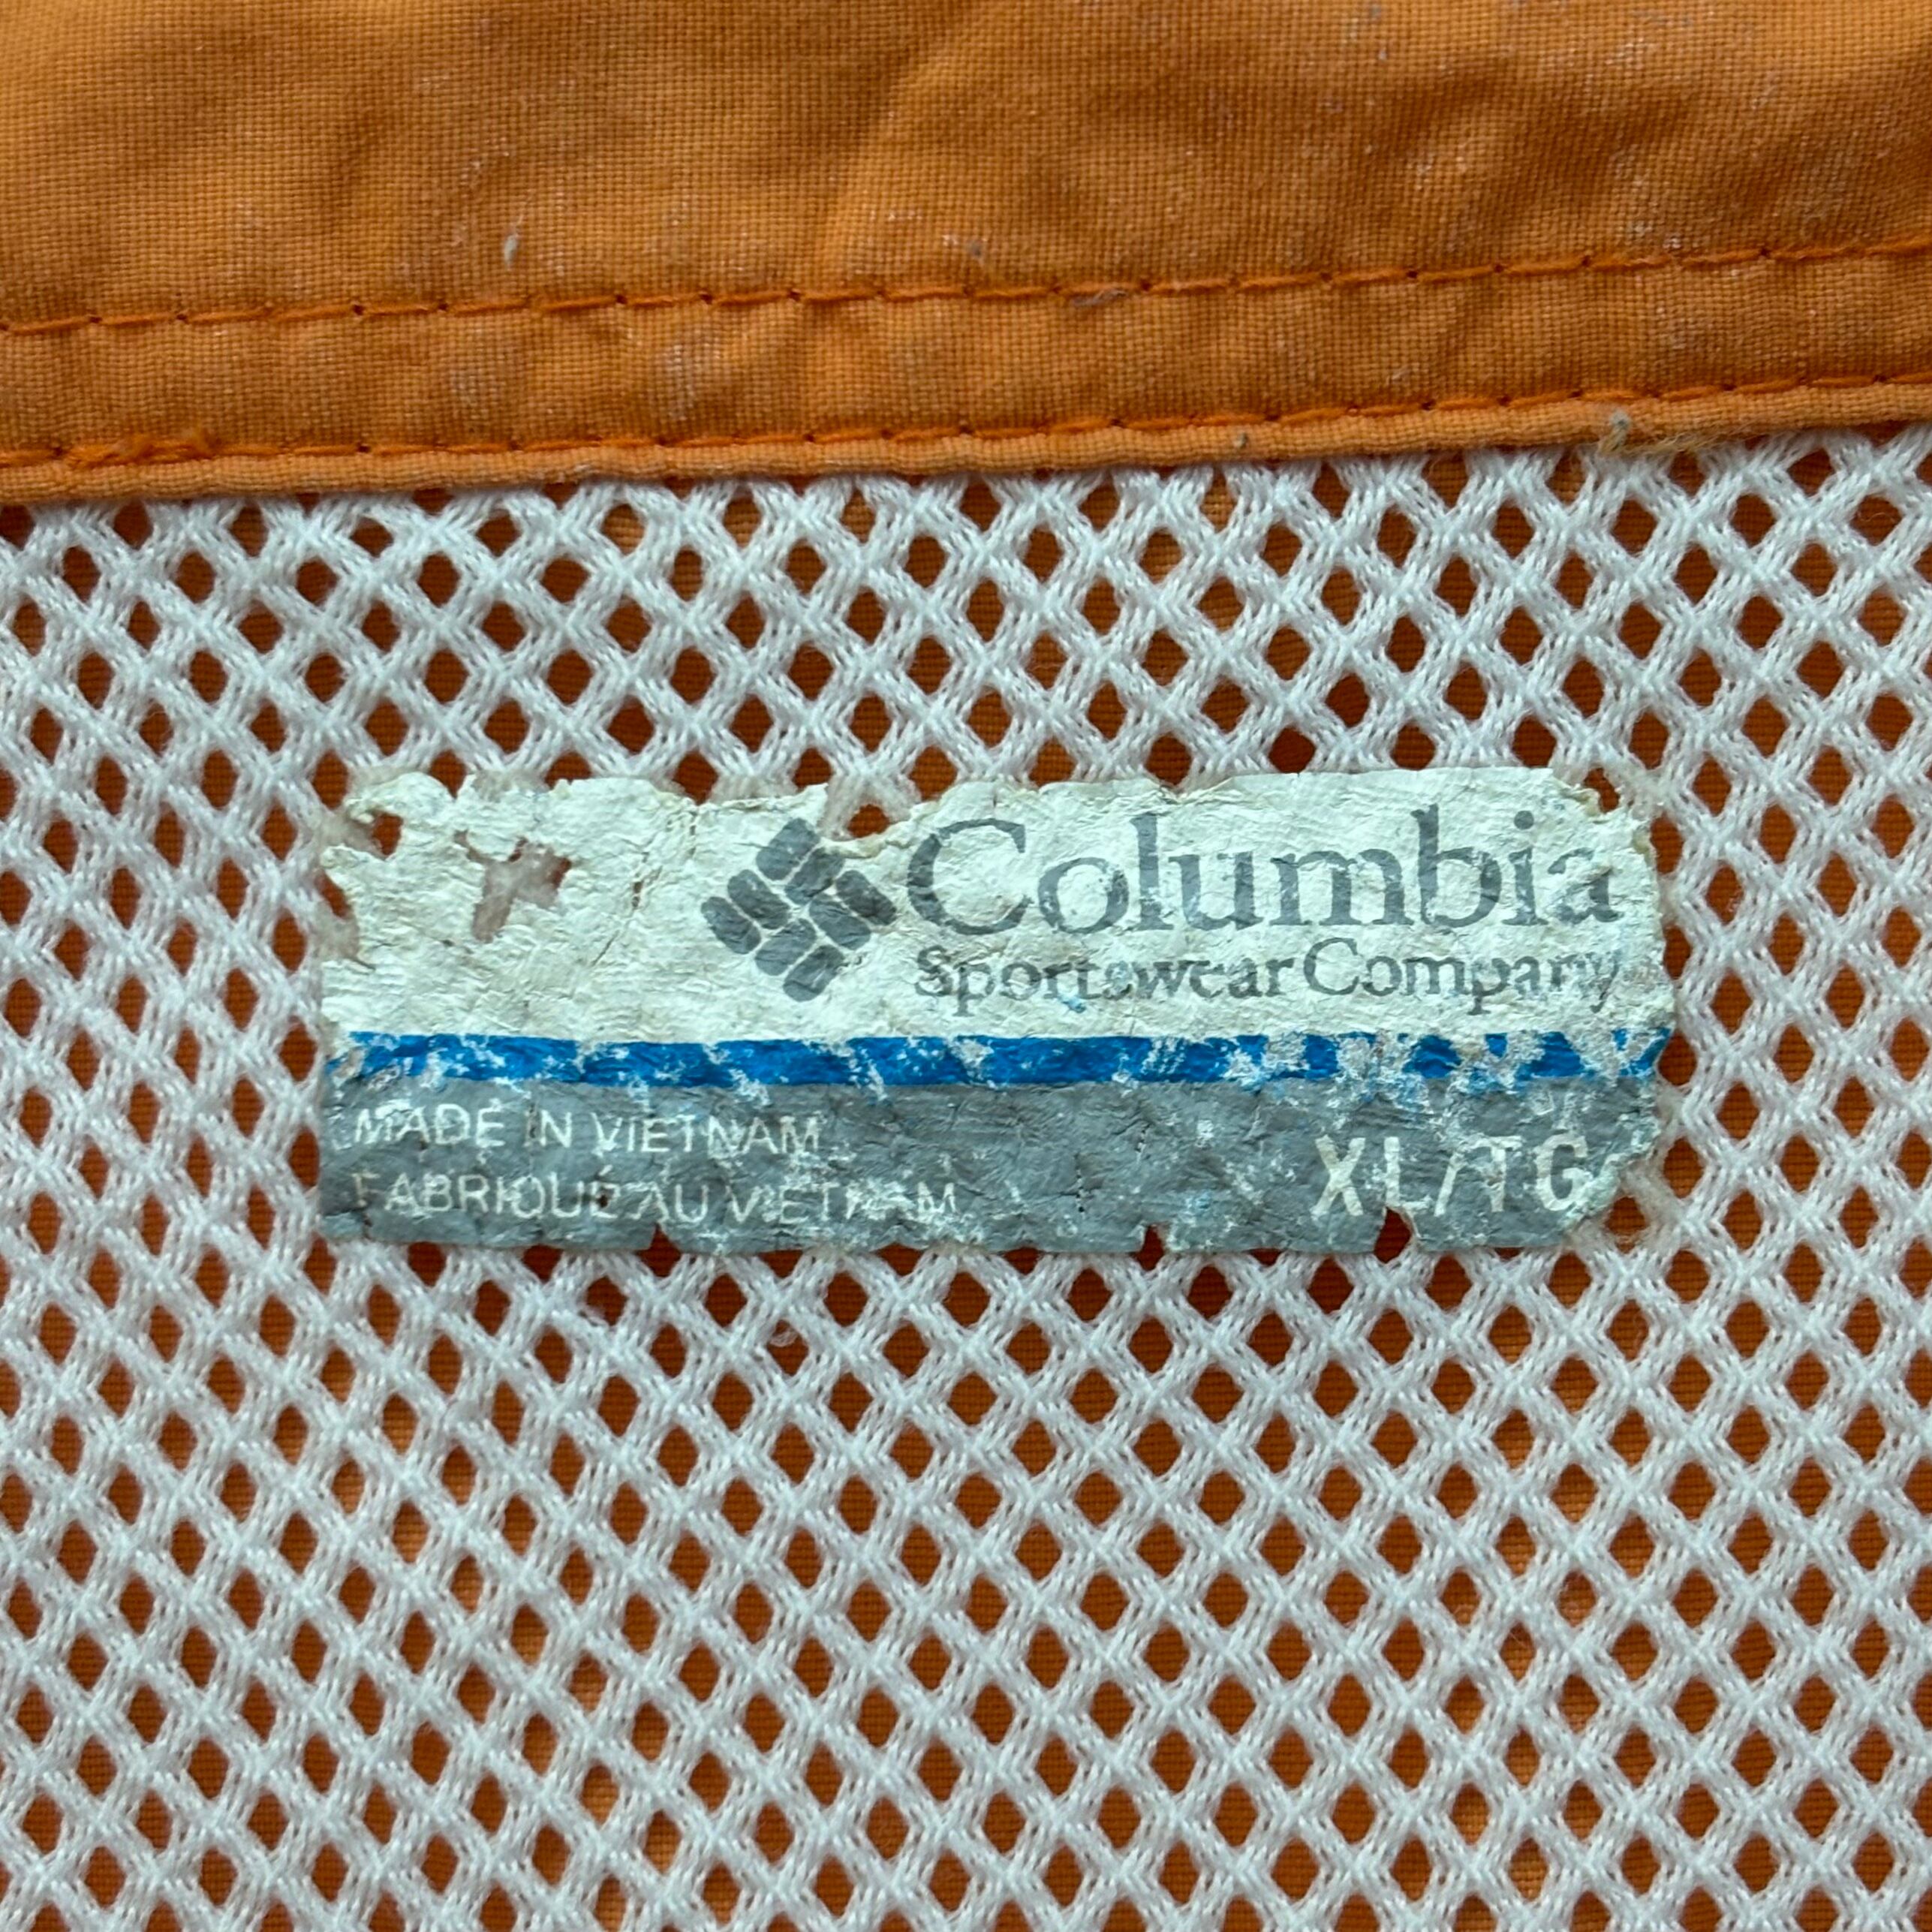 Columbia
Sportswear Company
MADE IN VIETNAM
FABRIQUÉ AU VIETNAM
XL/TG